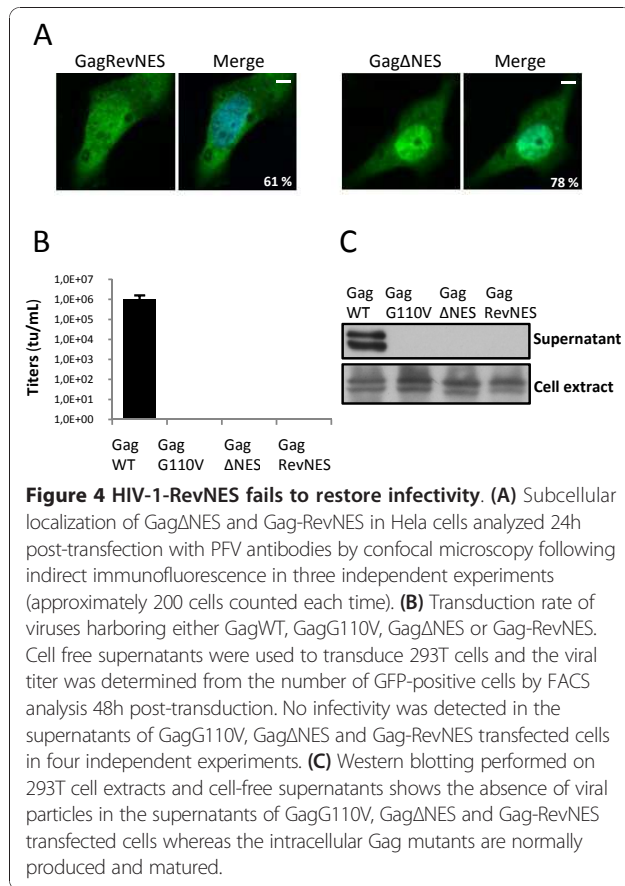 A
GagRevNES Merge GagΔNES Merge
61 % 78 %
B
C
Titers (tu/mL)
1,0E+07
1,0E+06
1,0E+05
1,0E+04
1,0E+03
1,0E+02
1,0E+01
1,0E+00
Gag Gag Gag Gag
WT G110V ΔNES RevNES
Gag Gag Gag Gag
WT G110V ΔNES RevNES
Supernatant
Cell extract
Figure 4 HIV-1-RevNES fails to restore infectivity. (A) Subcellular
localization of GagΔNES and Gag-RevNES in Hela cells analyzed 24h
post-transfection with PFV antibodies by confocal microscopy following
indirect immunofluorescence in three independent experiments
(approximately 200 cells counted each time). (B) Transduction rate of
viruses harboring either GagWT, GagG110V, GagΔNES or Gag-RevNES.
Cell free supernatants were used to transduce 293T cells and the viral
titer was determined from the number of GFP-positive cells by FACS
analysis 48h post-transduction. No infectivity was detected in the
supernatants of GagG110V, GagΔNES and Gag-RevNES transfected cells
in four independent experiments. (C) Western blotting performed on
293T cell extracts and cell-free supernatants shows the absence of viral
particles in the supernatants of GagG110V, GagΔNES and Gag-RevNES
transfected cells whereas the intracellular Gag mutants are normally
produced and matured.